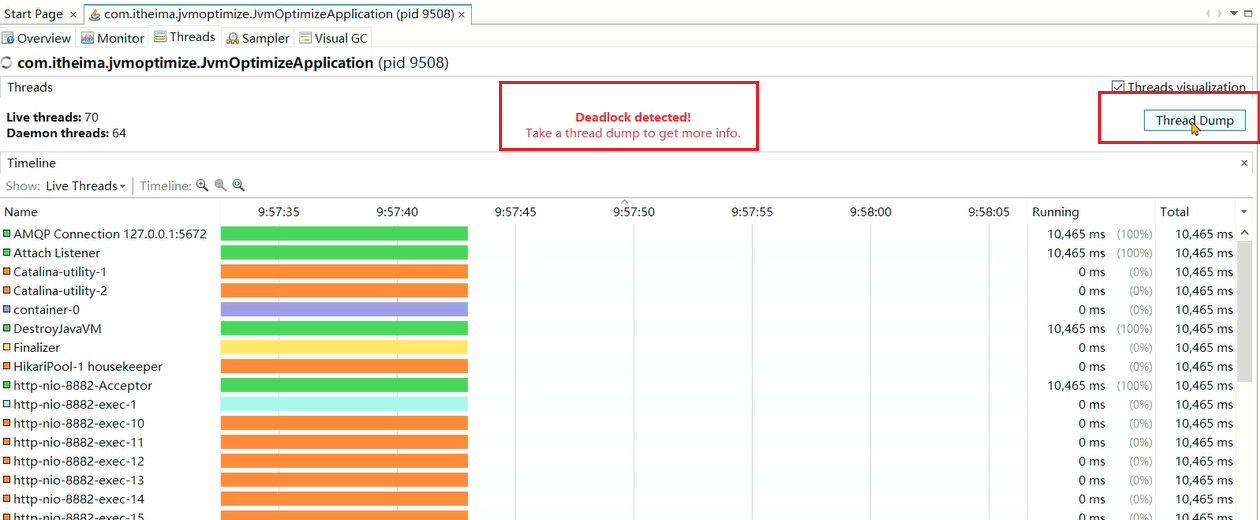 Start Page × com.itheima.jvmoptimize.JvmOptimizeApplication (pid 9508) ×
Overview Monitor Threads Sampler Visual GC
com.itheima.jvmoptimize.JvmOptimizeApplication (pid 9508)
Threads Threads visualization
Live threads: 70
Daemon threads: 64
Deadlock detected!
Take a thread dump to get more info.
Thread Dump
Timeline ×
Show: Live Threads Timeline:
Name 9:57:35 9:57:40 9:57:45 9:57:50 9:57:55 9:58:00 9:58:05 Running Total
AMQP Connection 127.0.0.1:5672 10,465 ms (100%) 10,465 ms
Attach Listener 10,465 ms (100%) 10,465 ms
Catalina-utility-1 0 ms (0%) 10,465 ms
Catalina-utility-2 0 ms (0%) 10,465 ms
container-0 0 ms (0%) 10,465 ms
DestroyJavaVM 10,465 ms (100%) 10,465 ms
Finalizer 0 ms (0%) 10,465 ms
HikariPool-1 housekeeper 0 ms (0%) 10,465 ms
http-nio-8882-Acceptor 10,465 ms (100%) 10,465 ms
http-nio-8882-exec-1 0 ms (0%) 10,465 ms
http-nio-8882-exec-10 0 ms (0%) 10,465 ms
http-nio-8882-exec-11 0 ms (0%) 10,465 ms
http-nio-8882-exec-12 0 ms (0%) 10,465 ms
http-nio-8882-exec-13 0 ms (0%) 10,465 ms
http-nio-8882-exec-14 0 ms (0%) 10,465 ms
http-nio-8882-exec-15 0 ms (0%) 10,465 ms